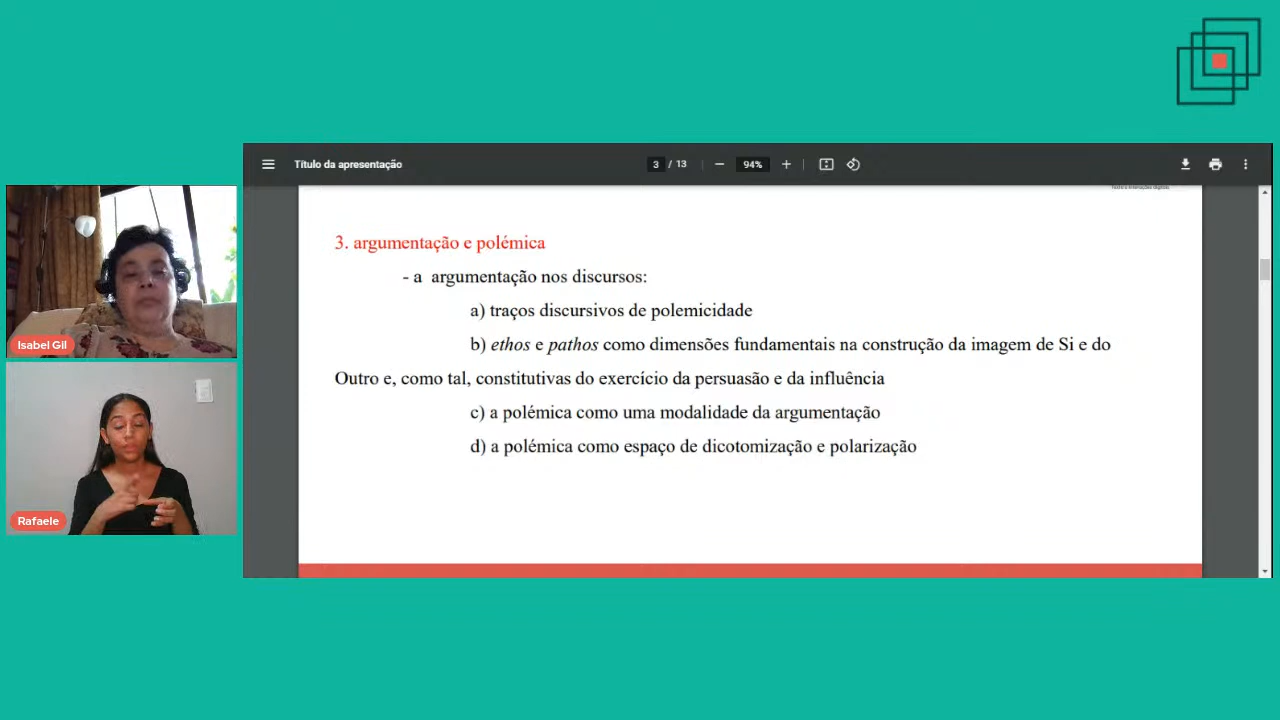 Título da apresentação
3 / 13
94%
3. argumentação e polémica
- a argumentação nos discursos:
a) traços discursivos de polemicidade
b) ethos e pathos como dimensões fundamentais na construção da imagem de Si e do
Outro e, como tal, constitutivas do exercício da persuasão e da influência
c) a polémica como uma modalidade da argumentação
d) a polémica como espaço de dicotomização e polarização
Isabel Gil
Rafaele